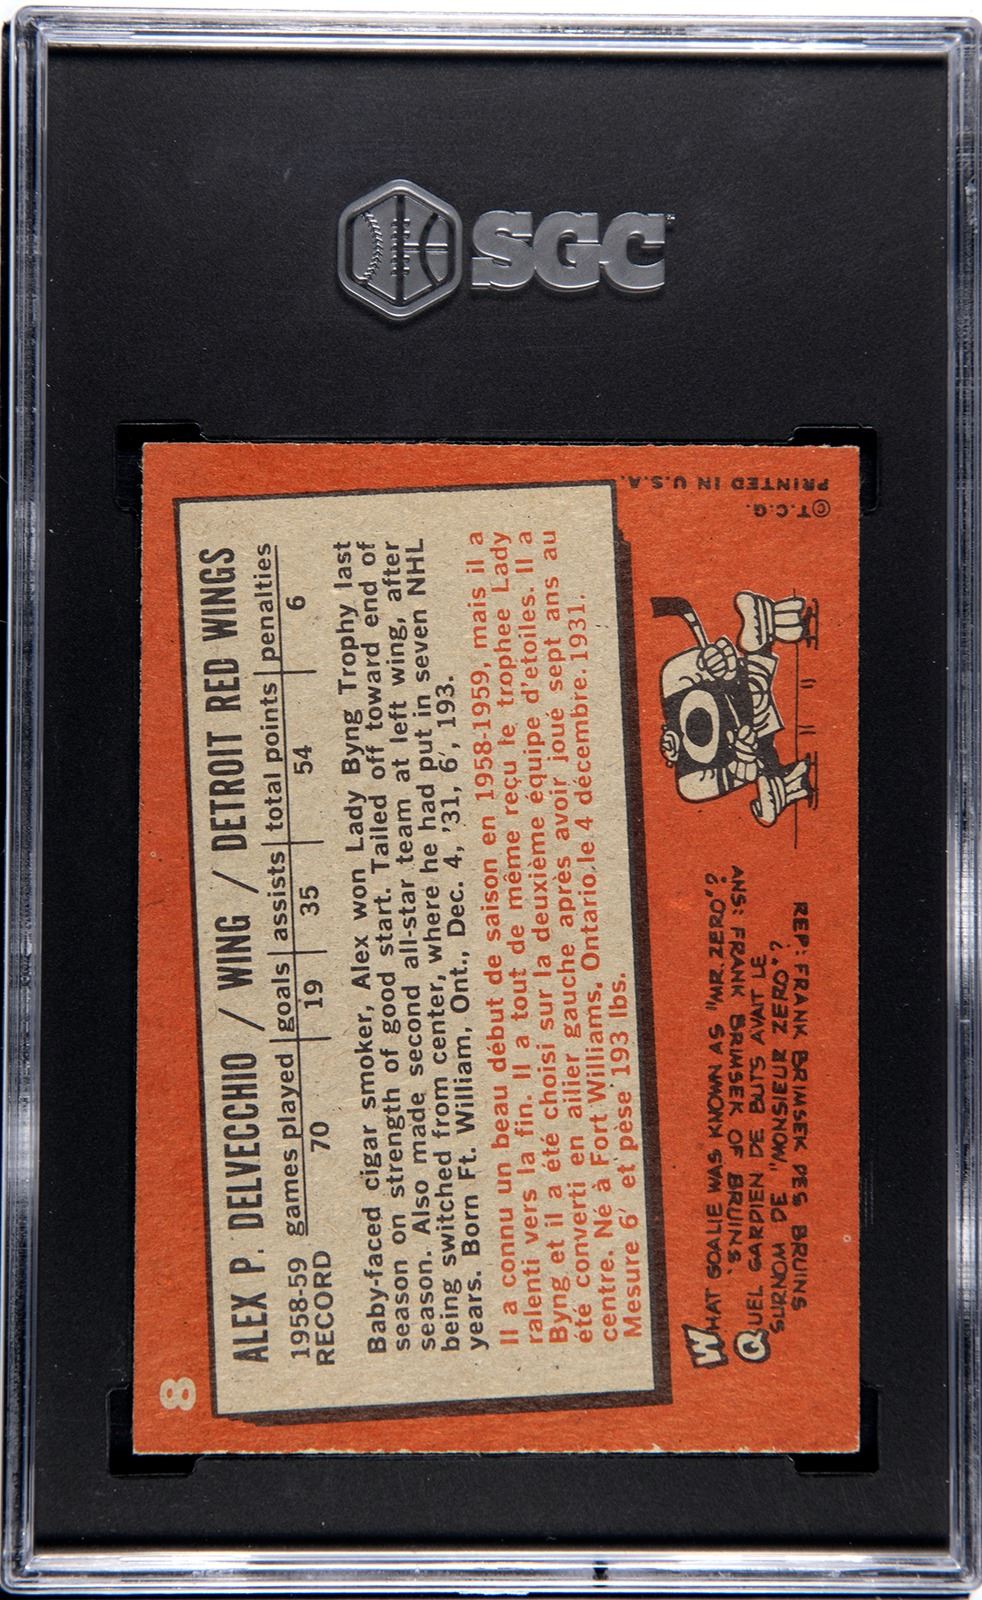 SGC
8
ALEX P. DELVECCHIO / WING / DETROIT RED WINGS
1958-59 RECORD
games played | goals | assists | total points | penalties
70 19 35 54 6
Baby-faced cigar smoker, Alex won Lady Byng Trophy last
season on strength of good start. Tailed off toward end of
season. Also made second all-star team at left wing, after
being switched from center, where he had put in seven NHL
years. Born Ft. William, Ont., Dec. 4, '31, 6', 193.
Il a connu un beau début de saison en 1958-1959, mais il a
ralenti vers la fin. Il a tout de même reçu le trophee Lady
Byng et il a été choisi sur la deuxième équipe d'etoiles. Il a
été converti en ailier gauche après avoir joue sept ans au
centre. Né à Fort Williams, Ontario, le 4 décembre 1931.
Mesure 6' et pèse 193 lbs.
WHAT GOALIE WAS KNOWN AS "MR. ZERO"?
ANS: FRANK BRIMSEK OF BRUINS.
QUEL GARDIEN DE BUTS AVAIT LE
SURNOM DE "MONSIEUR ZERO"?
REP: FRANK BRIMSEK DES BRUINS
©T.C.G.
PRINTED IN U.S.A.